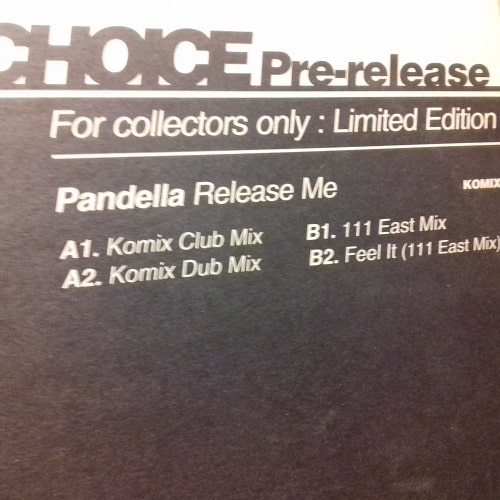 CHOICE Pre-release
For collectors only : Limited Edition
Pandella Release Me
KOMIX
A1. Komix Club Mix
A2. Komix Dub Mix
B1. 111 East Mix
B2. Feel It (111 East Mix)